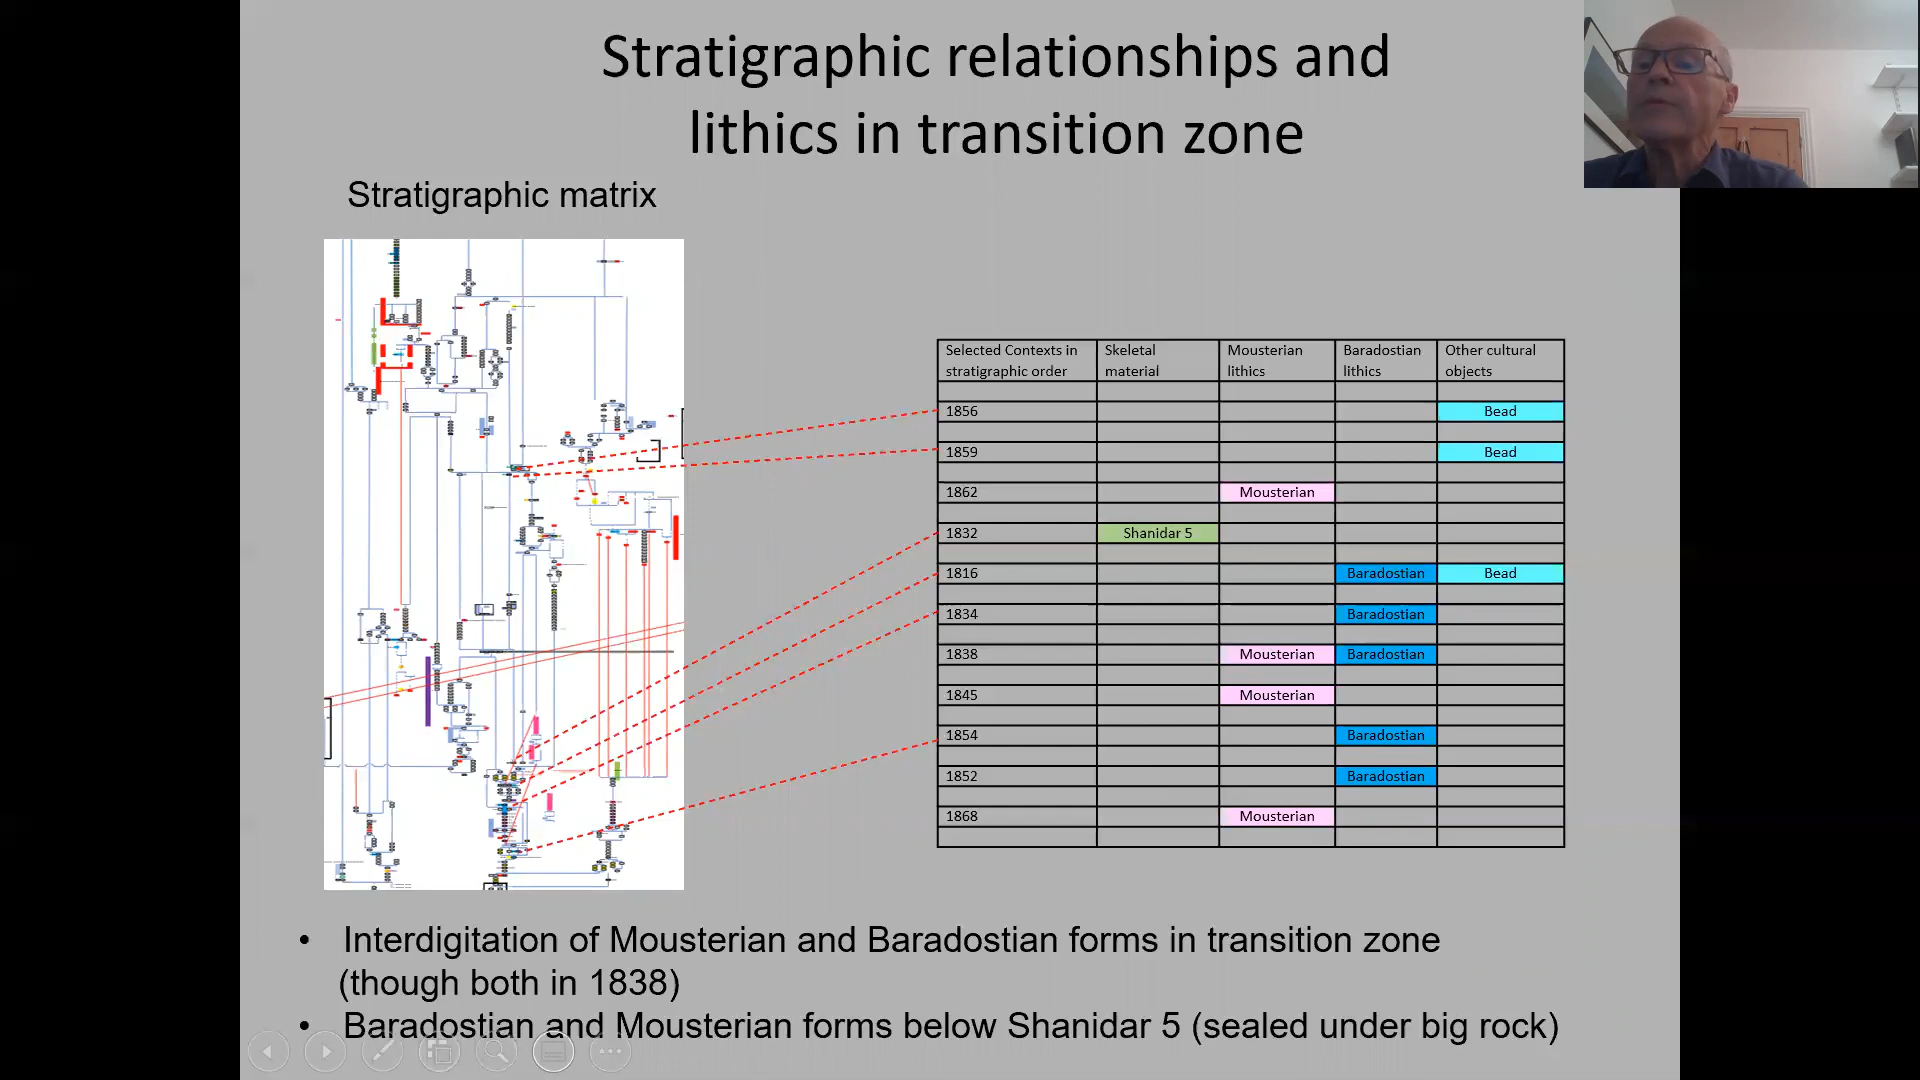 Stratigraphic relationships and
lithics in transition zone
Stratigraphic matrix
Selected Contexts in stratigraphic order Skeletal material Mousterian lithics Baradostian lithics Other cultural objects
1856 Bead
1859 Bead
1862 Mousterian
1832 Shanidar 5
1816 Baradostian Bead
1834 Baradostian
1838 Mousterian Baradostian
1845 Mousterian
1854 Baradostian
1852 Baradostian
1868 Mousterian
• Interdigitation of Mousterian and Baradostian forms in transition zone
(though both in 1838)
• Baradostian and Mousterian forms below Shanidar 5 (sealed under big rock)